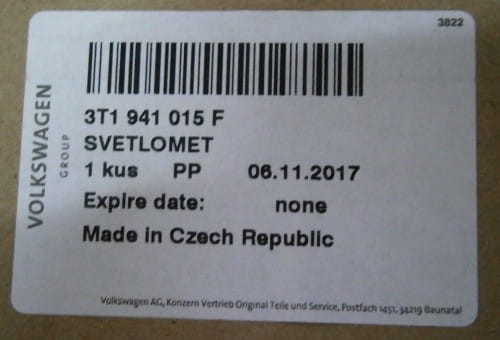 3822
VOLKSWAGEN
GROUP
3T1 941 015 F
SVETLOMET
1 kus PP 06.11.2017
Expire date: none
Made in Czech Republic
Volkswagen AG, Konzern Vertrieb Original Teile und Service, Postfach 1451, 34219 Baunatal